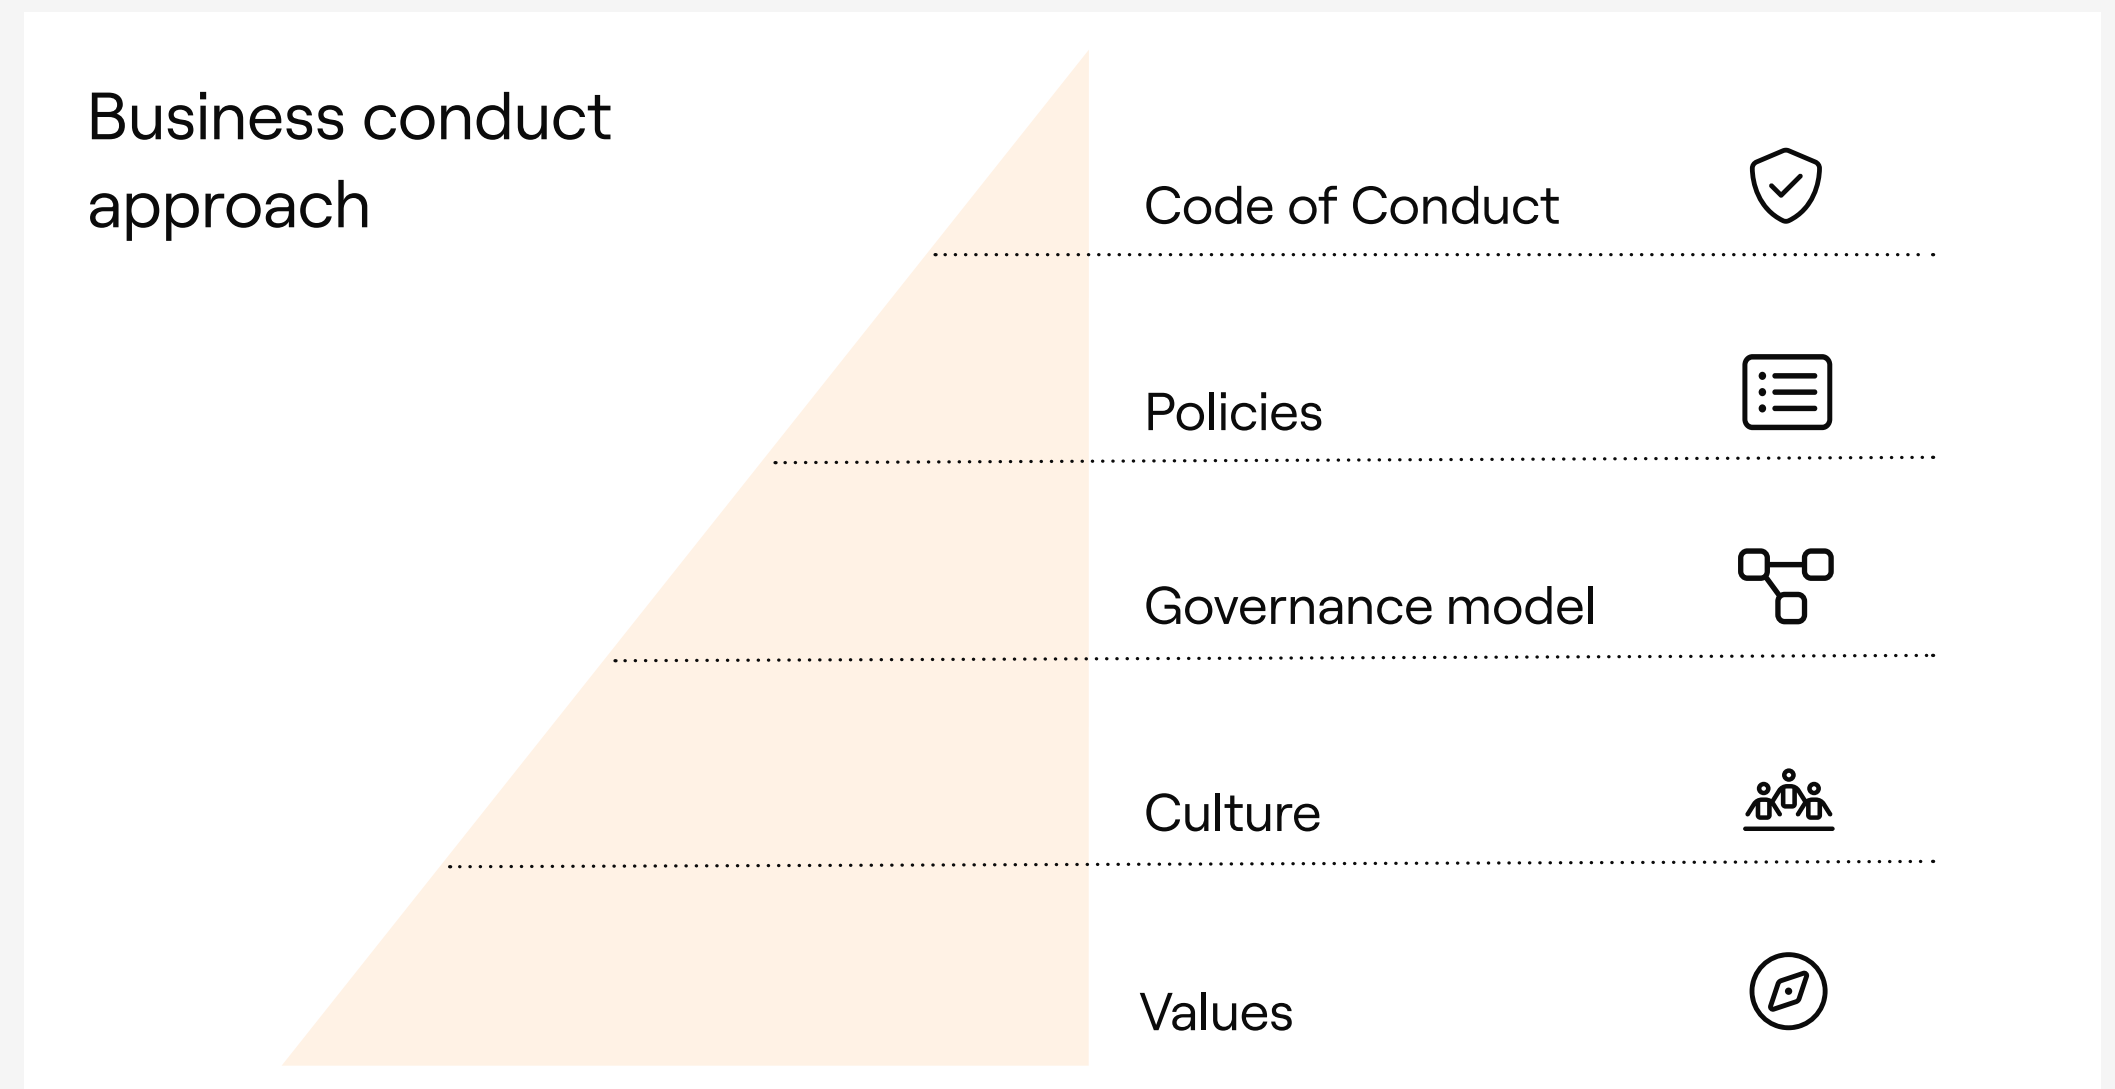 Business conduct
approach
Code of Conduct
Policies
Governance model
Culture
Values